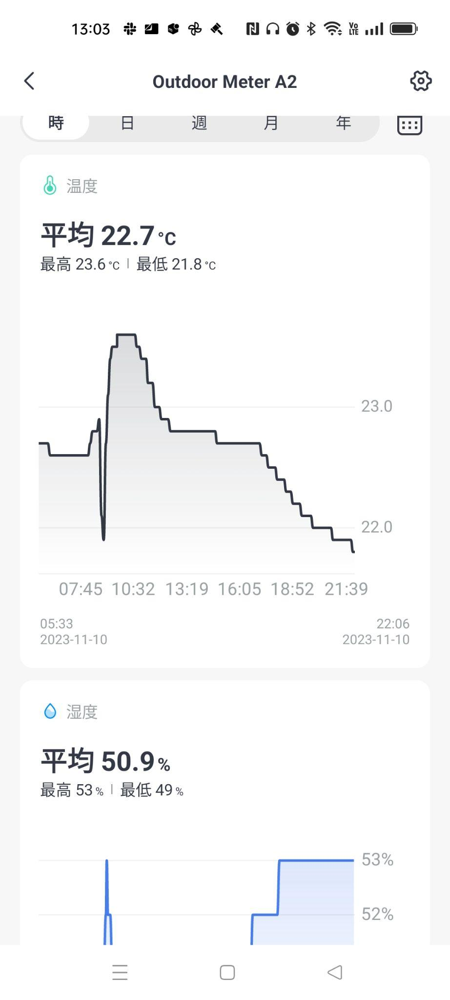 13:03 Vo LTE
Outdoor Meter A2
時 日 週 月 年
温度
平均 22.7 °C
最高 23.6 °C | 最低 21.8 °C
23.0
22.0
07:45 10:32 13:19 16:05 18:52 21:39
05:33 22:06
2023-11-10 2023-11-10
湿度
平均 50.9 %
最高 53 % | 最低 49 %
53%
52%